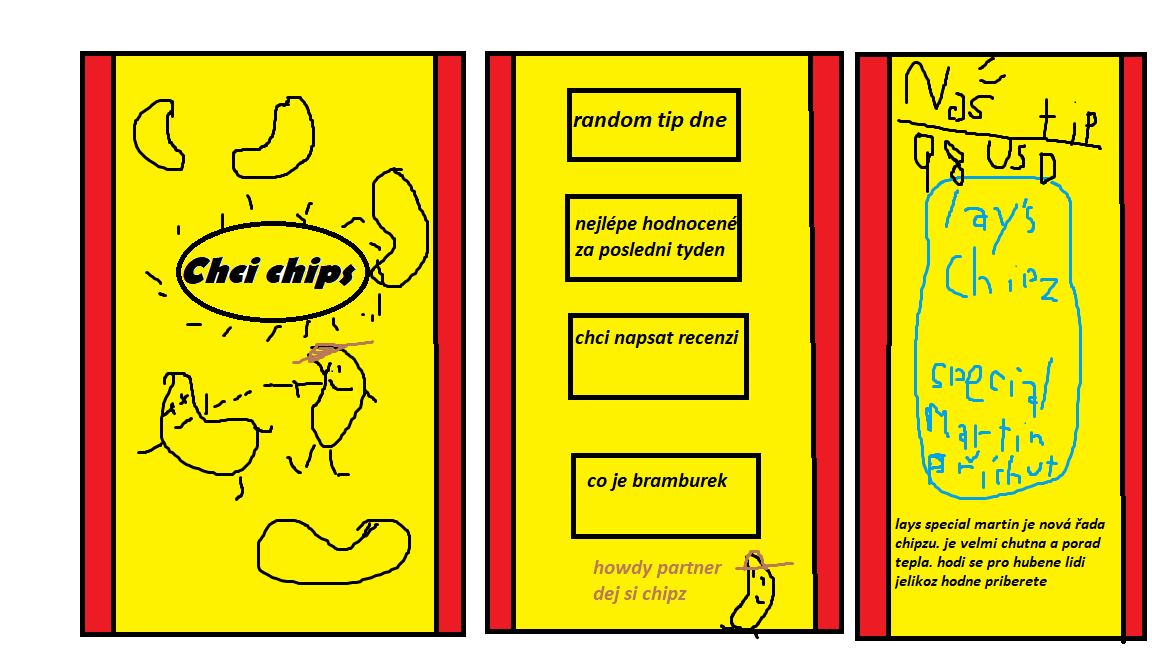 Chci chips
random tip dne
nejlépe hodnocené
za posledni tyden
chci napsat recenzi
co je bramburek
howdy partner
dej si chipz
Naš tip
lay's
chipz
special
Martin
příchut
lays special martin je nová řada
chipzu. je velmi chutna a porad
tepla. hodi se pro hubene lidi
jelikoz hodne priberete